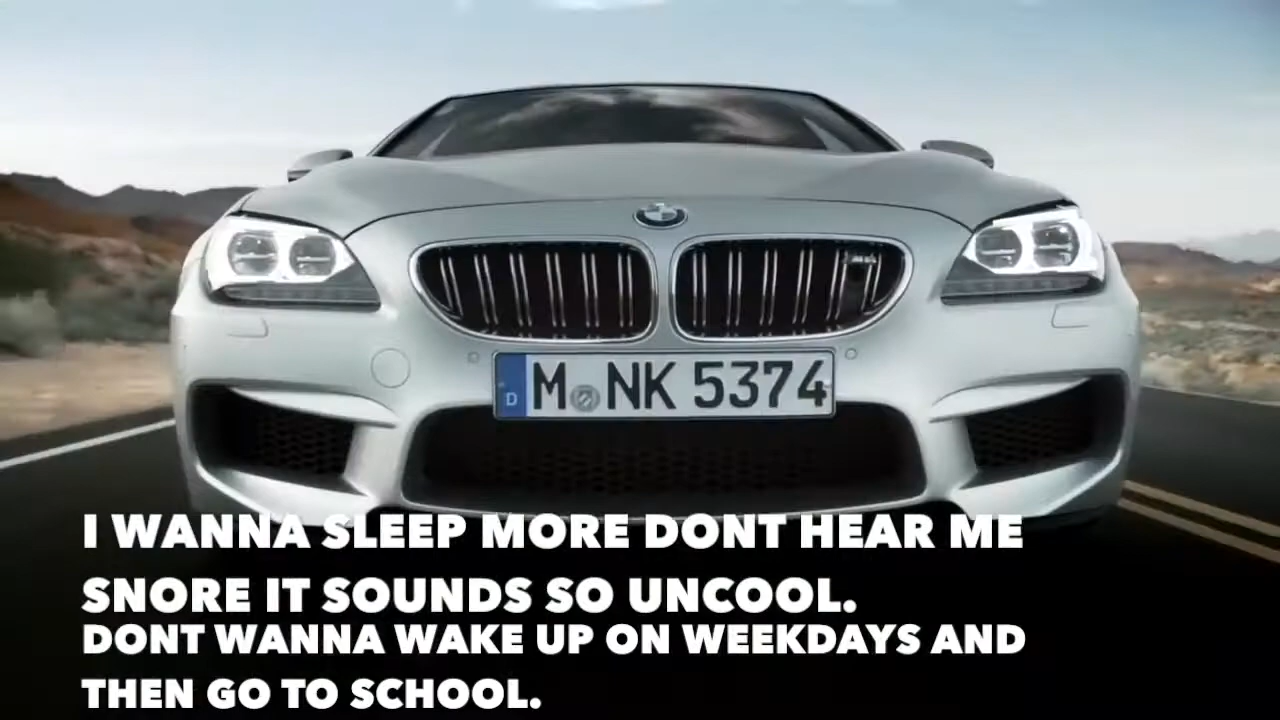 M NK 5374
D
I WANNA SLEEP MORE DONT HEAR ME
SNORE IT SOUNDS SO UNCOOL.
DONT WANNA WAKE UP ON WEEKDAYS AND
THEN GO TO SCHOOL.